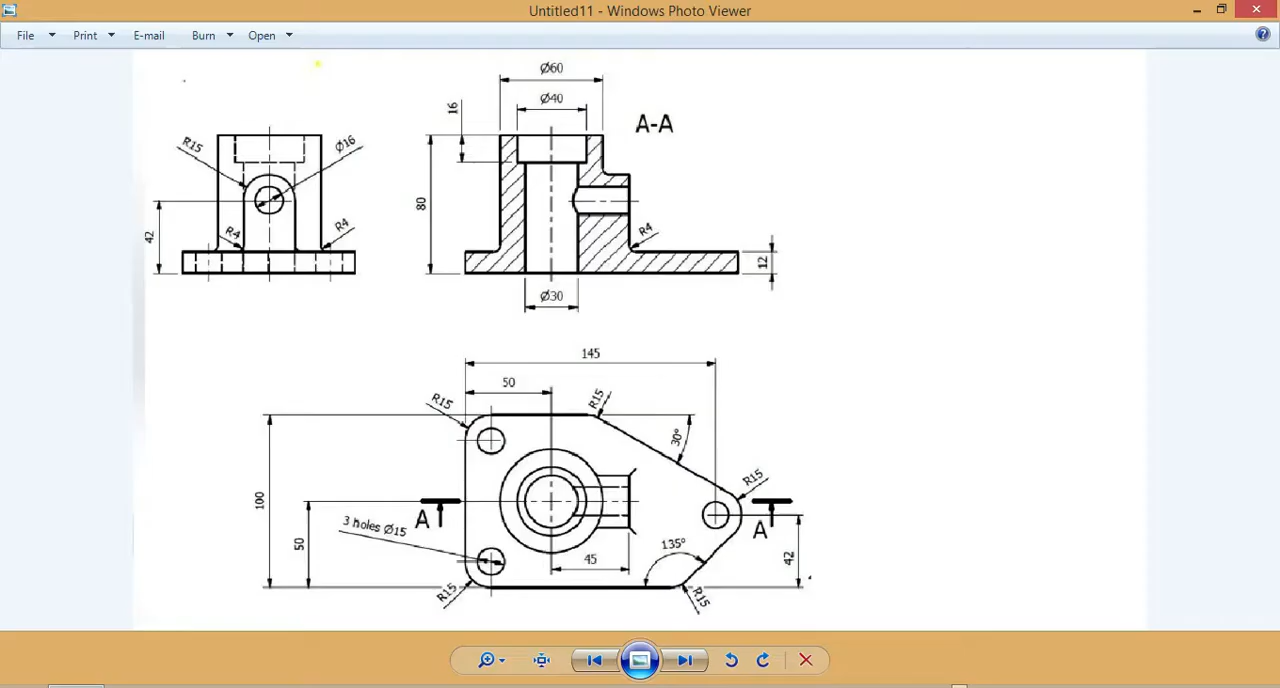 Untitled11 - Windows Photo Viewer
File Print E-mail Burn Open
Ø60
Ø40
16
A-A
R15
Ø16
80
42
R4
R4
R4
12
Ø30
145
50
R15
R15
30°
R15
100
A
A
3 holes Ø15
50
135°
45
42
R15
R15